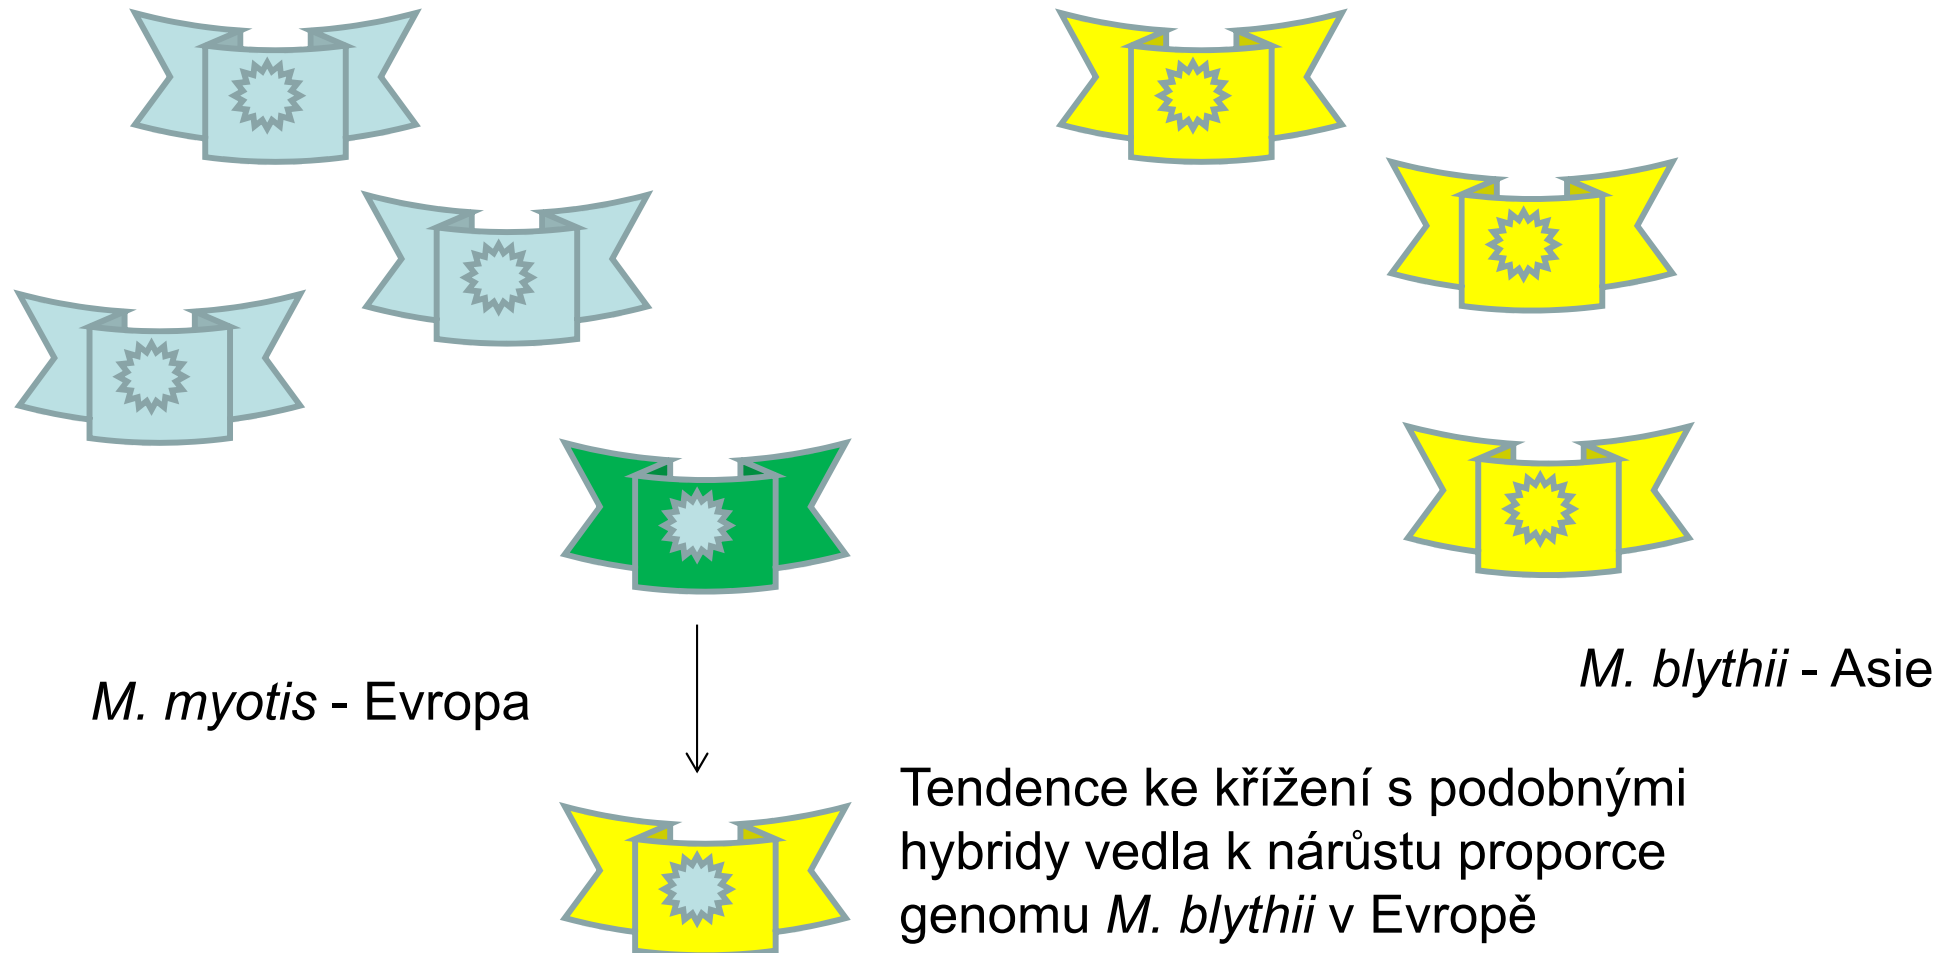 M. myotis - Evropa
M. blythii - Asie
Tendence ke křížení s podobnými
hybridy vedla k nárůstu proporce
genomu M. blythii v Evropě